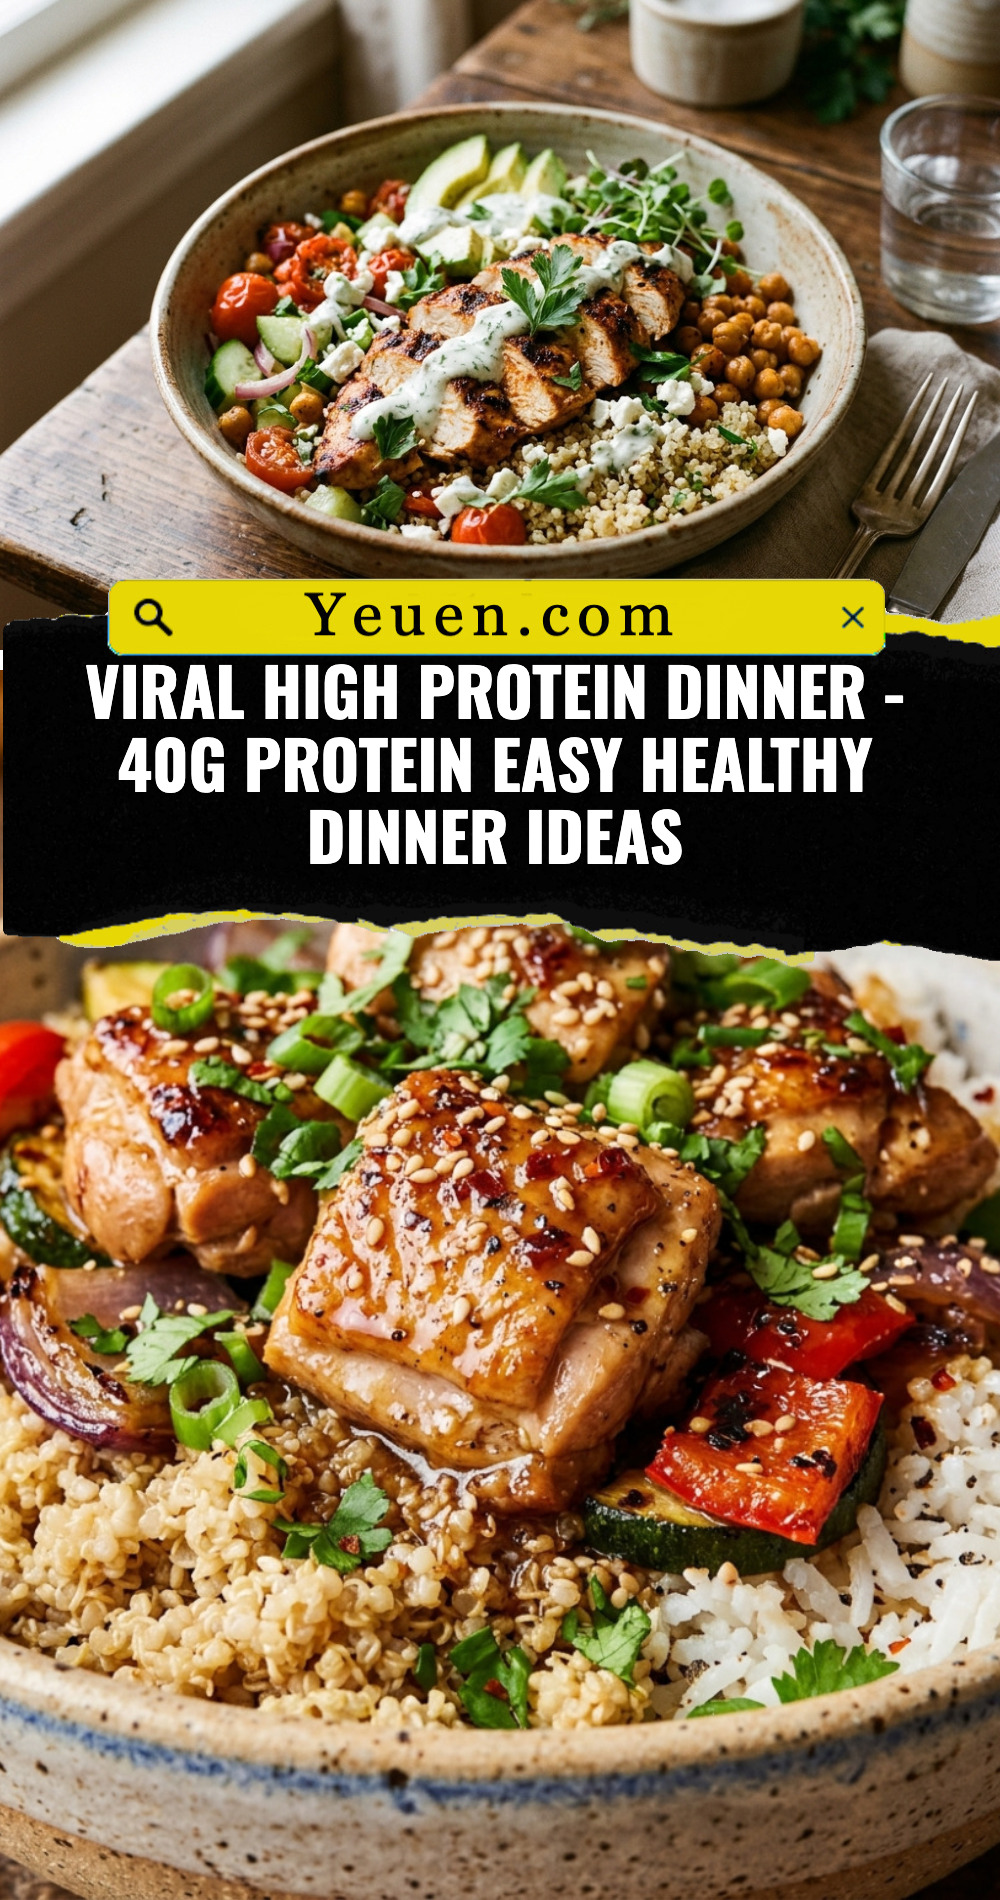 Yeuen.com
VIRAL HIGH PROTEIN DINNER -
40G PROTEIN EASY HEALTHY
DINNER IDEAS